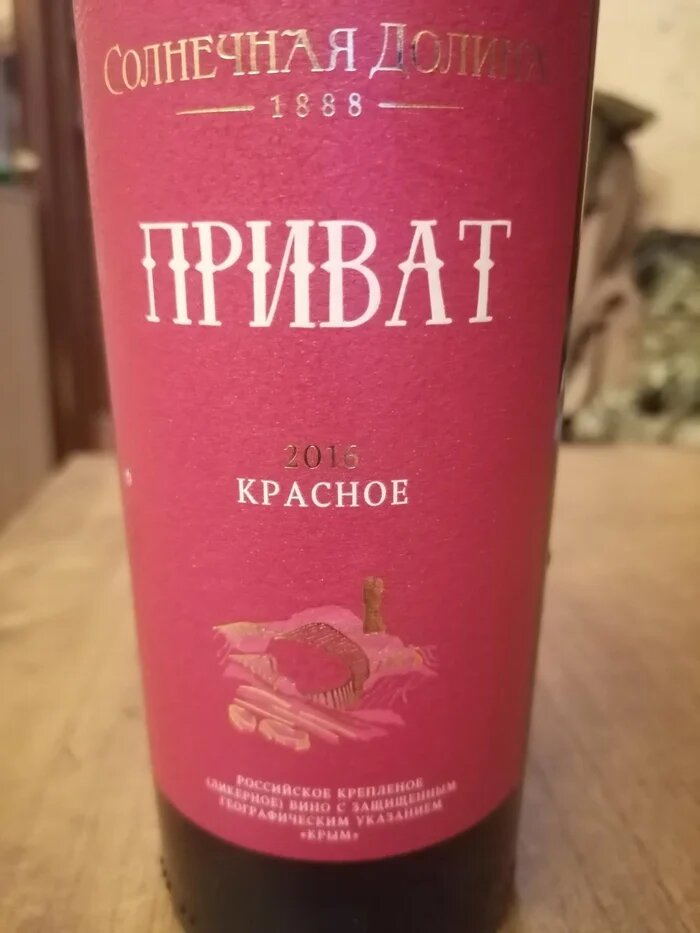 СОЛНЕЧНАЯ ДОЛИНА
1888
ПРИВАТ
2016
КРАСНОЕ
РОССИЙСКОЕ КРЕПЛЕНОЕ
(ЛИКЕРНОЕ) ВИНО С ЗАЩИЩЕННЫМ
ГЕОГРАФИЧЕСКИМ УКАЗАНИЕМ
«КРЫМ»